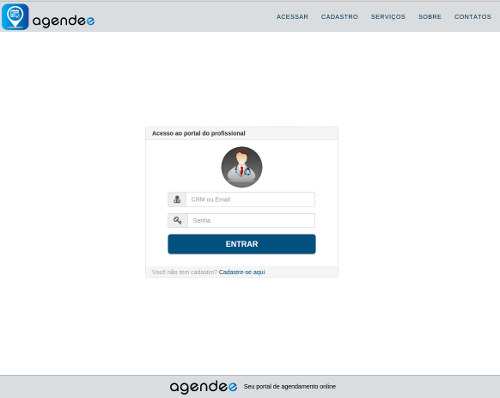 agendee
ACESSAR CADASTRO SERVIÇOS SOBRE CONTATOS
Acesso ao portal do profissional
CRM ou Email
Senha
ENTRAR
Você não tem cadastro? Cadastre-se aqui
agendee Seu portal de agendamento online